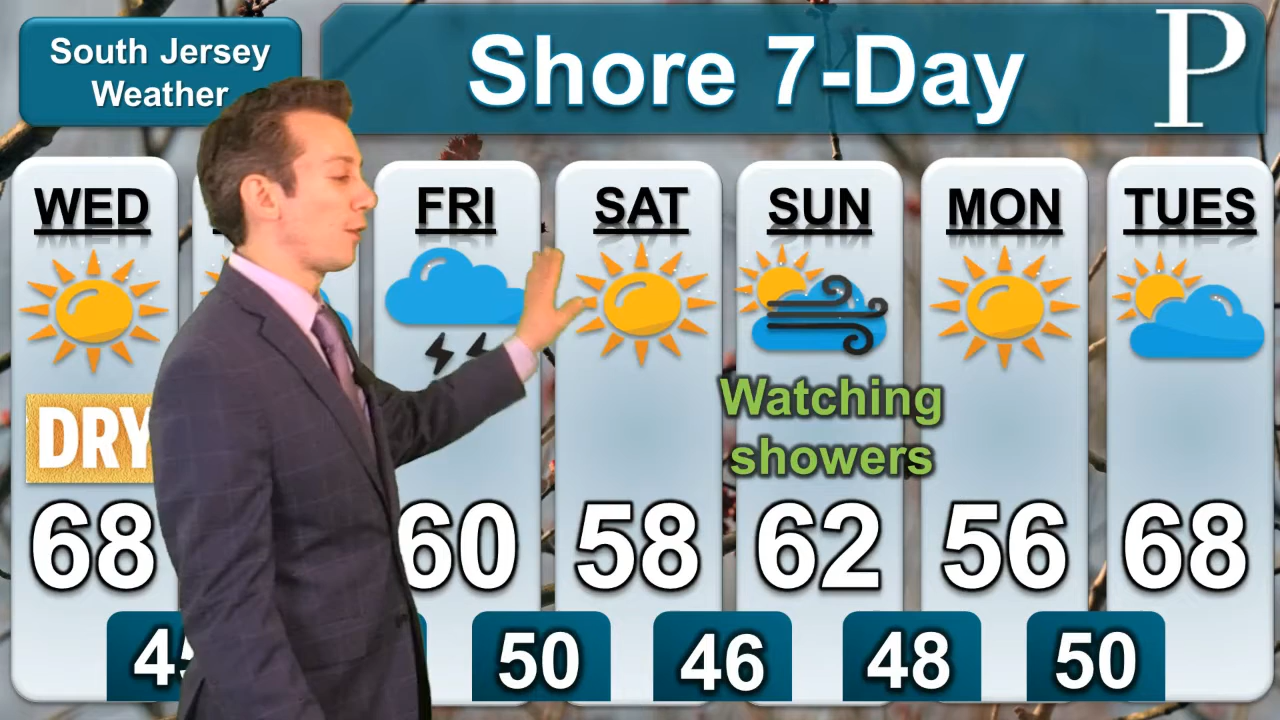 South Jersey
Weather
Shore 7-Day
P
WED
FRI
SAT
SUN
MON
TUES
DRY
Watching
showers
68
60
58
62
56
68
45
50
46
48
50